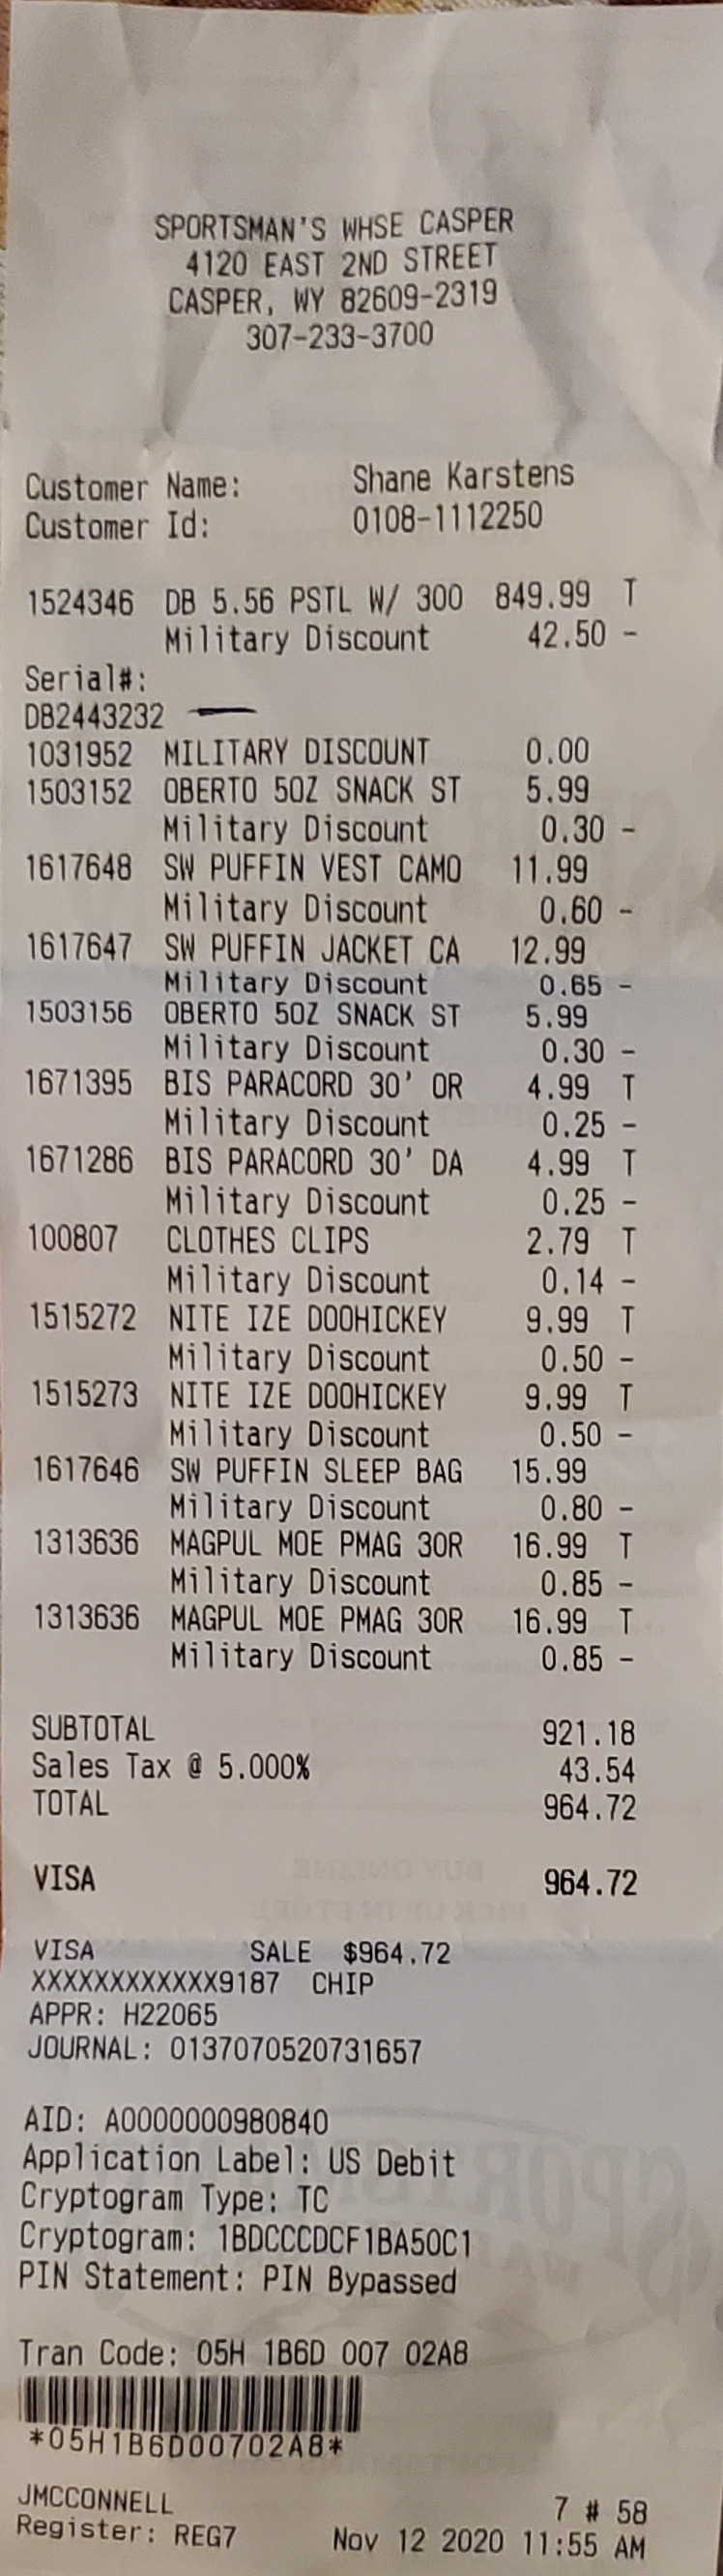 SPORTSMAN'S WHSE CASPER
4120 EAST 2ND STREET
CASPER, WY 82609-2319
307-233-3700
Customer Name: Shane Karstens
Customer Id: 0108-1112250
1524346 DB 5.56 PSTL W/ 300 849.99 T
Military Discount 42.50 -
Serial#:
DB2443232
1031952 MILITARY DISCOUNT 0.00
1503152 OBERTO 5OZ SNACK ST 5.99
Military Discount 0.30 -
1617648 SW PUFFIN VEST CAMO 11.99
Military Discount 0.60 -
1617647 SW PUFFIN JACKET CA 12.99
Military Discount 0.65 -
1503156 OBERTO 5OZ SNACK ST 5.99
Military Discount 0.30 -
1671395 BIS PARACORD 30' OR 4.99 T
Military Discount 0.25 -
1671286 BIS PARACORD 30' DA 4.99 T
Military Discount 0.25 -
100807 CLOTHES CLIPS 2.79 T
Military Discount 0.14 -
1515272 NITE IZE DOOHICKEY 9.99 T
Military Discount 0.50 -
1515273 NITE IZE DOOHICKEY 9.99 T
Military Discount 0.50 -
1617646 SW PUFFIN SLEEP BAG 15.99
Military Discount 0.80 -
1313636 MAGPUL MOE PMAG 30R 16.99 T
Military Discount 0.85 -
1313636 MAGPUL MOE PMAG 30R 16.99 T
Military Discount 0.85 -
SUBTOTAL 921.18
Sales Tax @ 5.000% 43.54
TOTAL 964.72
VISA 964.72
VISA SALE $964.72
XXXXXXXXXXXX9187 CHIP
APPR: H22065
JOURNAL: 0137070520731657
AID: A0000000980840
Application Label: US Debit
Cryptogram Type: TC
Cryptogram: 1BDCCCDCF1BA50C1
PIN Statement: PIN Bypassed
Tran Code: 05H 1B6D 007 02A8
*05H1B6D00702A8*
JMCCONNELL 7 # 58
Register: REG7 Nov 12 2020 11:55 AM